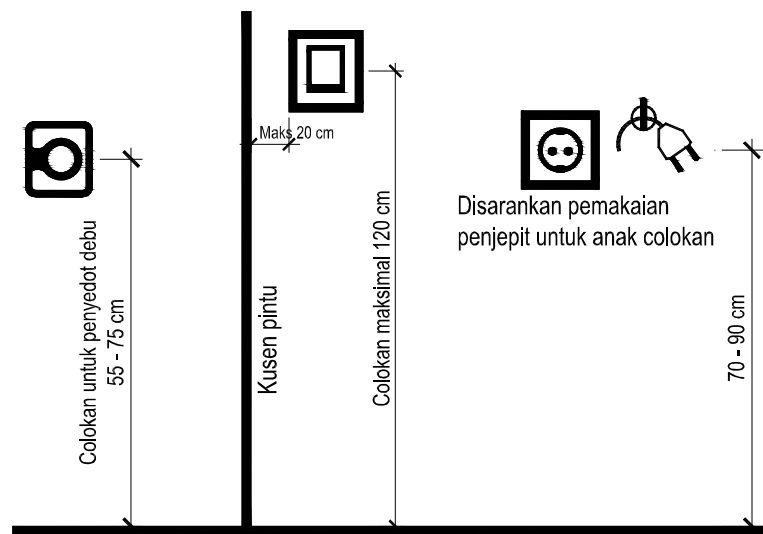 Colokan untuk penyedot debu
55 - 75 cm
Kusen pintu
Maks 20 cm
Colokan maksimal 120 cm
Disarankan pemakaian
penjepit untuk anak colokan
70 - 90 cm